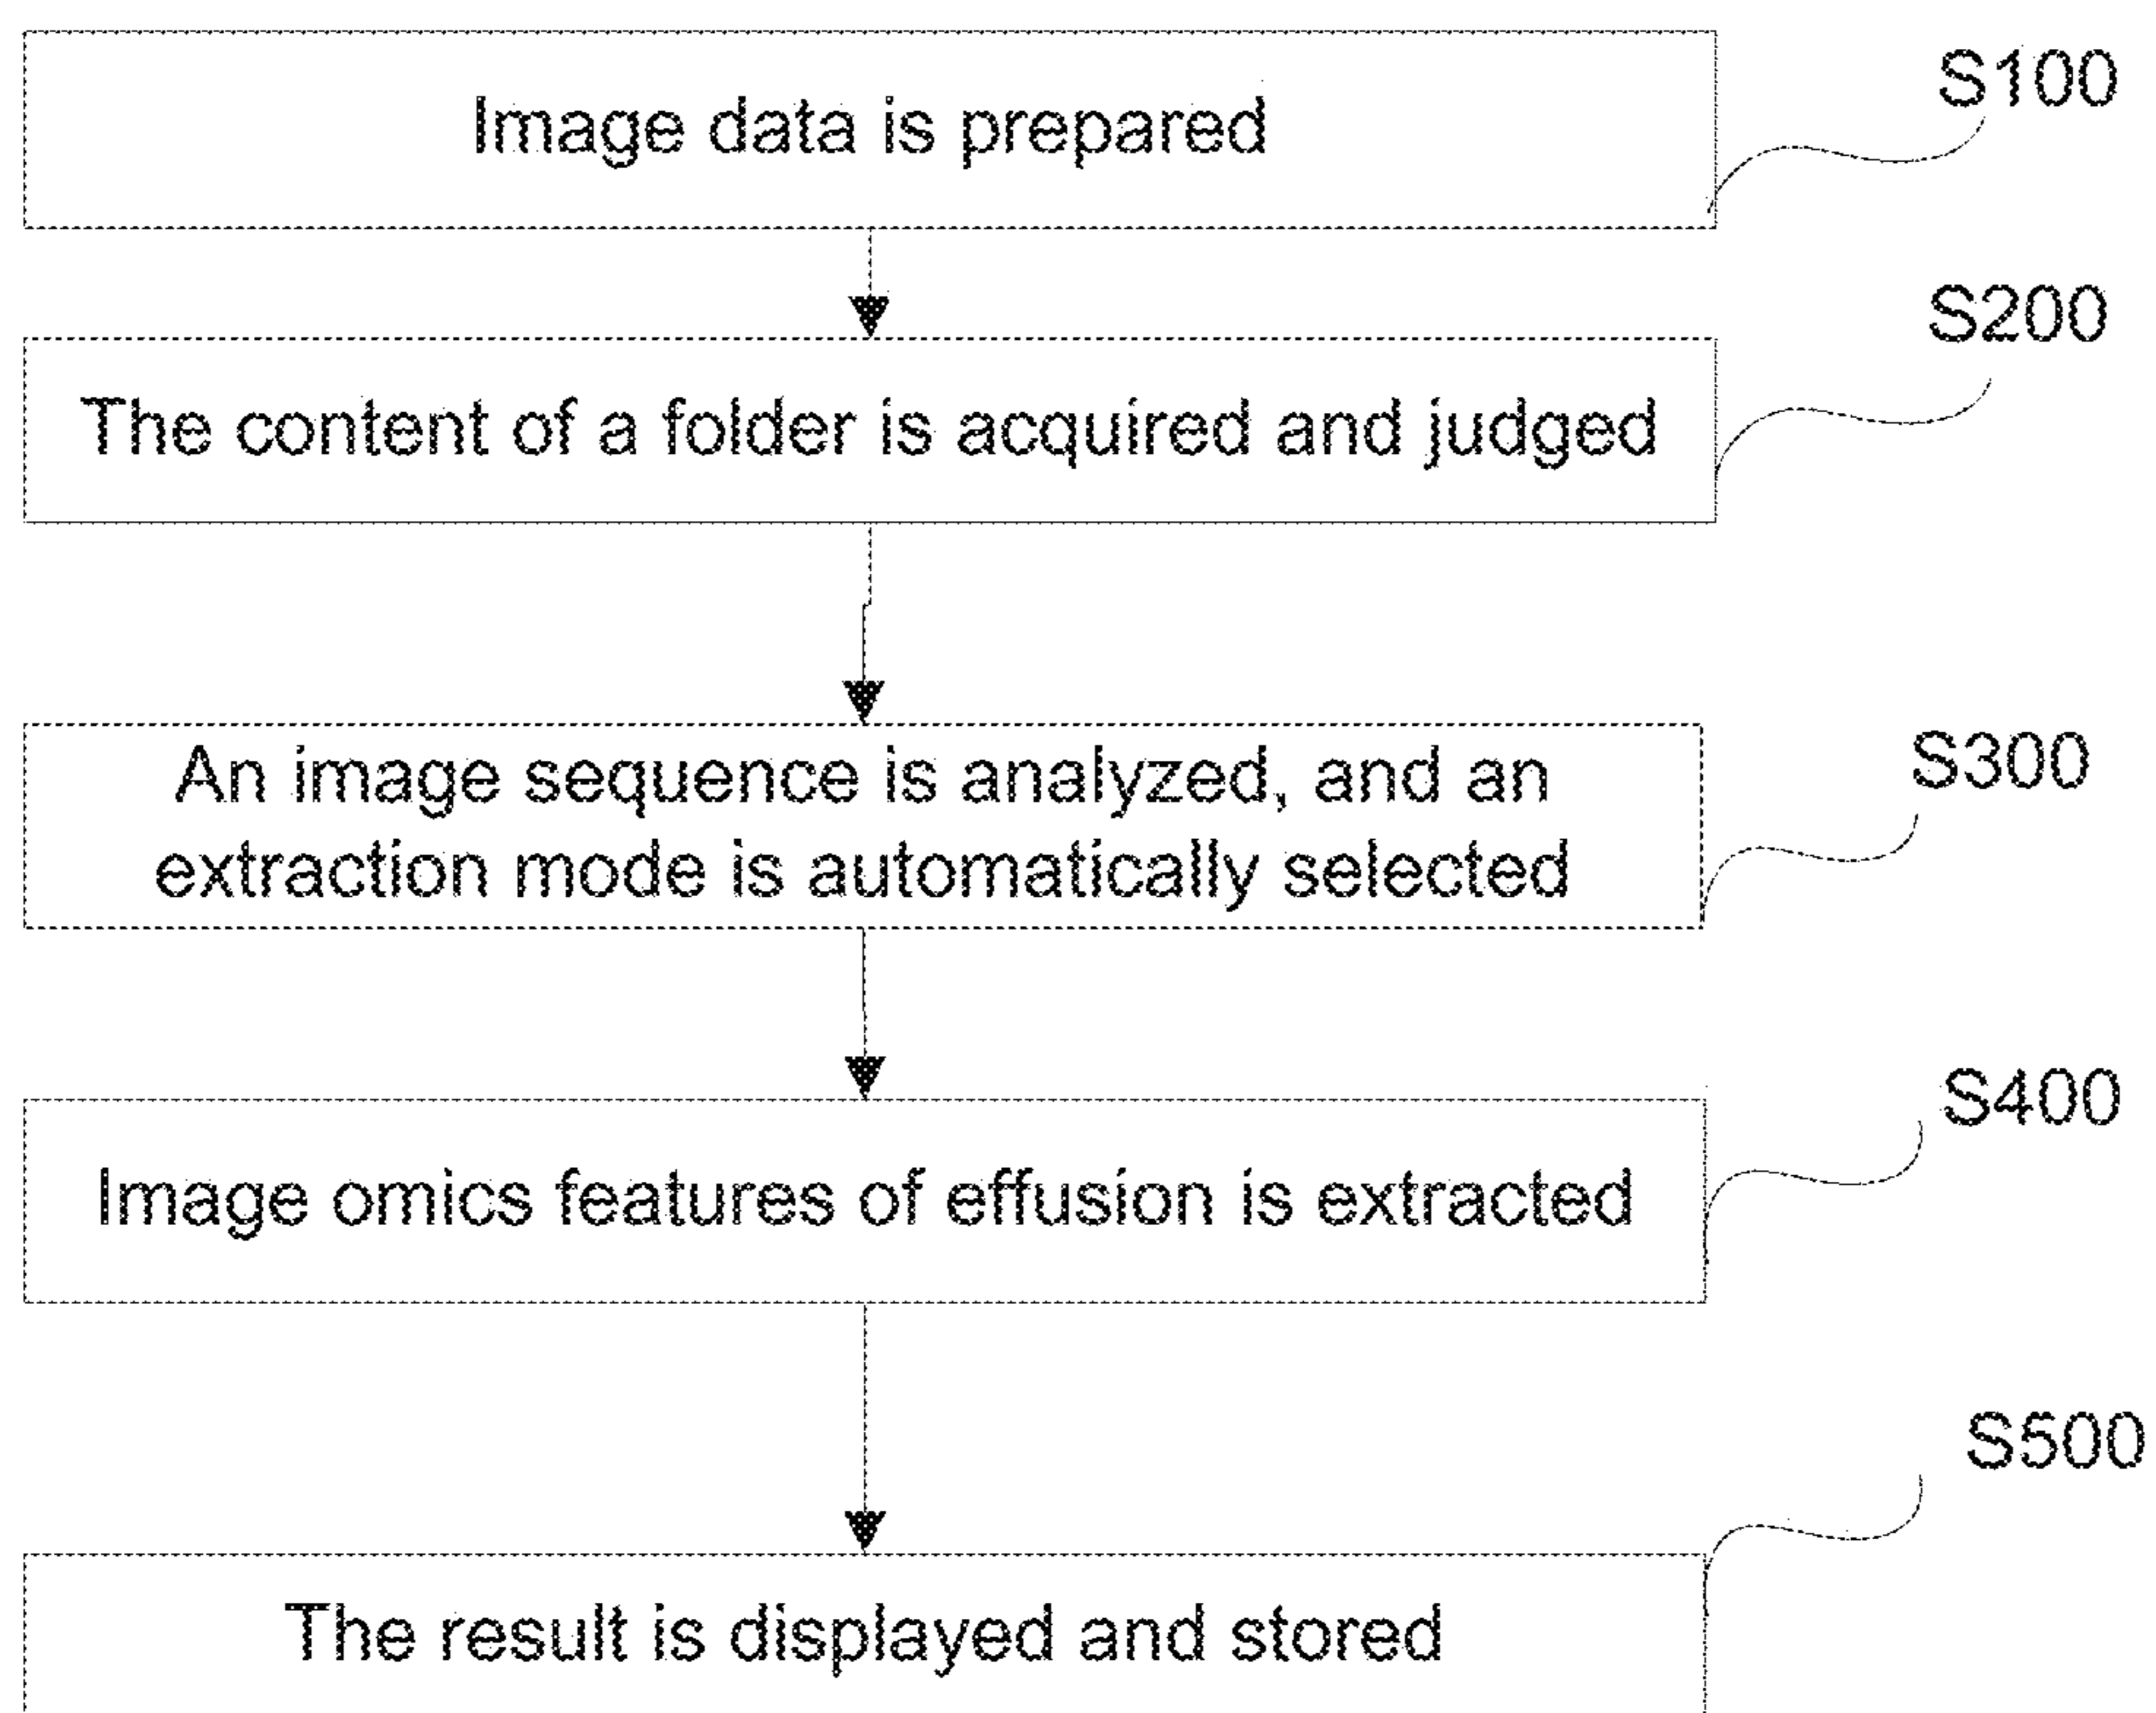 Image data is prepared
S100
The content of a folder is acquired and judged
S200
An image sequence is analyzed, and an
extraction mode is automatically selected
S300
Image omics features of effusion is extracted
S400
The result is displayed and stored
S500